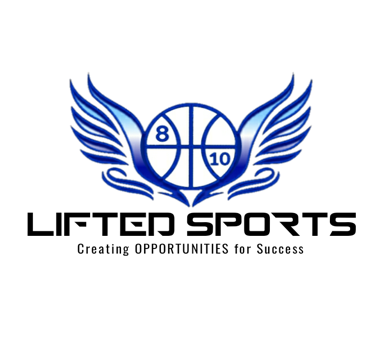 8
10
LIFTED SPORTS
Creating OPPORTUNITIES for Success